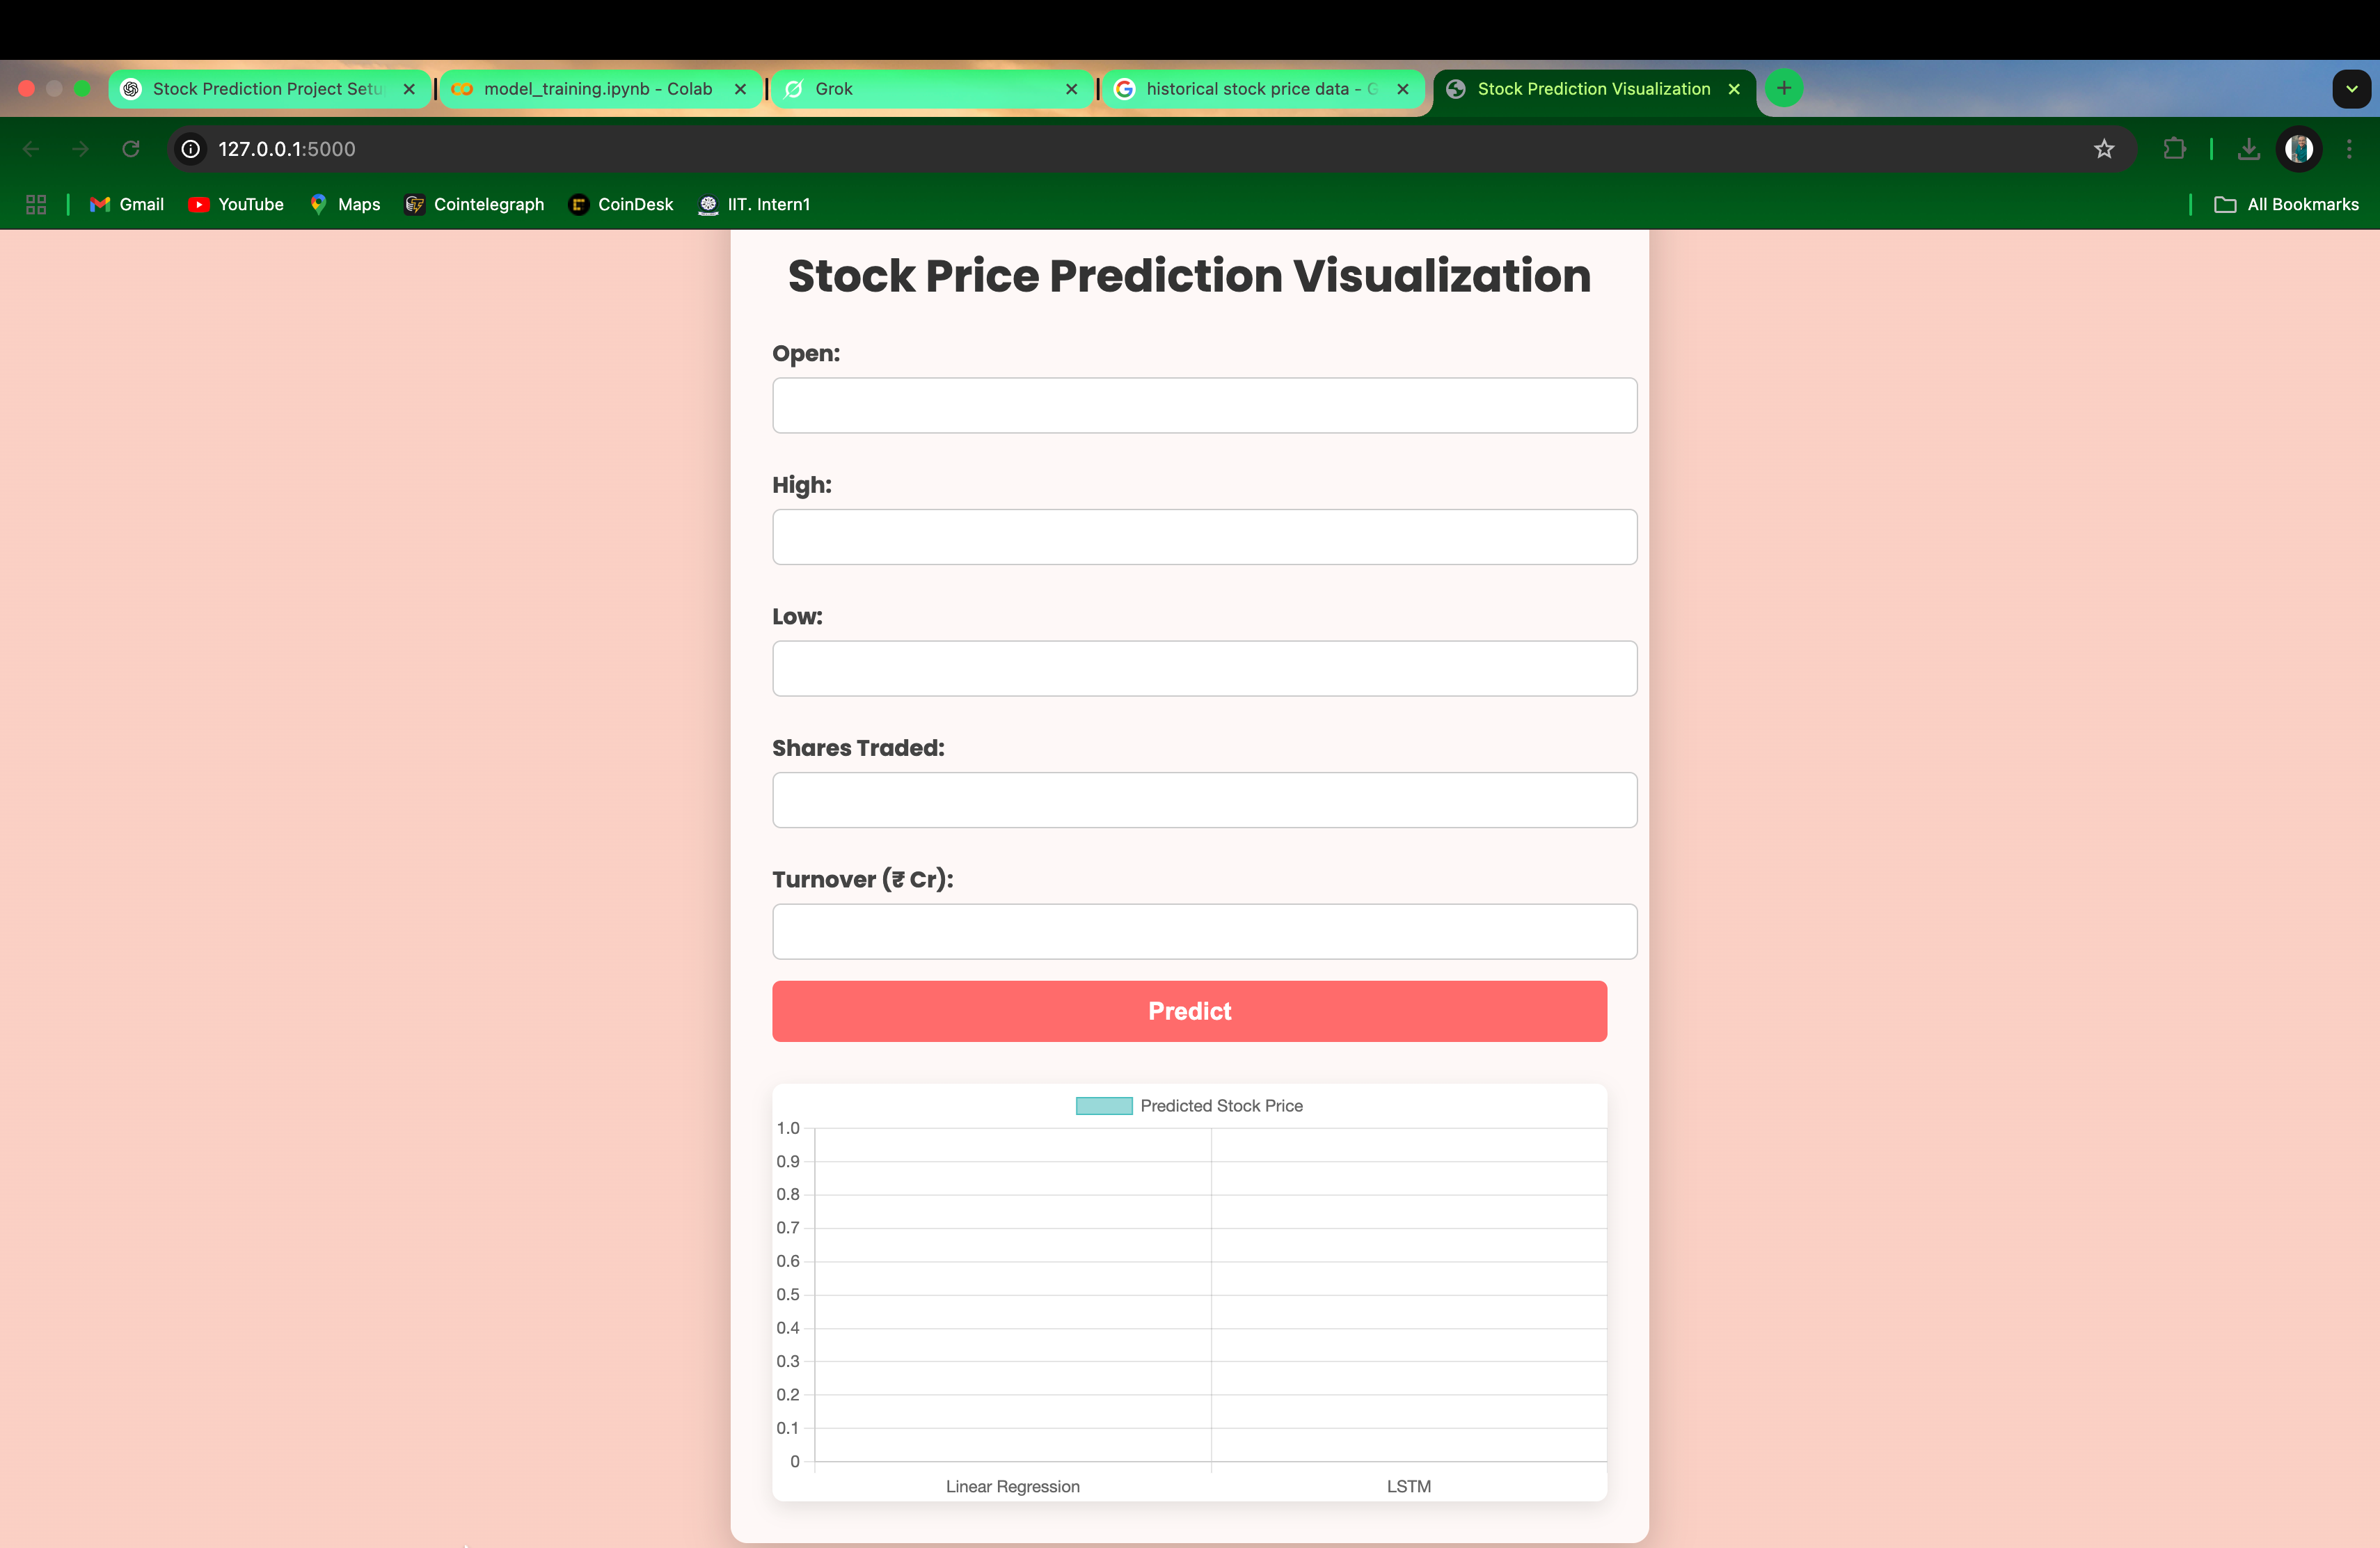 Stock Prediction Project Setu
model_training.ipynb - Colab
Grok
historical stock price data - G
Stock Prediction Visualization
127.0.0.1:5000
Gmail
YouTube
Maps
Cointelegraph
CoinDesk
IIT. Intern1
All Bookmarks
Stock Price Prediction Visualization
Open:
High:
Low:
Shares Traded:
Turnover (₹ Cr):
Predict
Predicted Stock Price
1.0
0.9
0.8
0.7
0.6
0.5
0.4
0.3
0.2
0.1
0
Linear Regression
LSTM